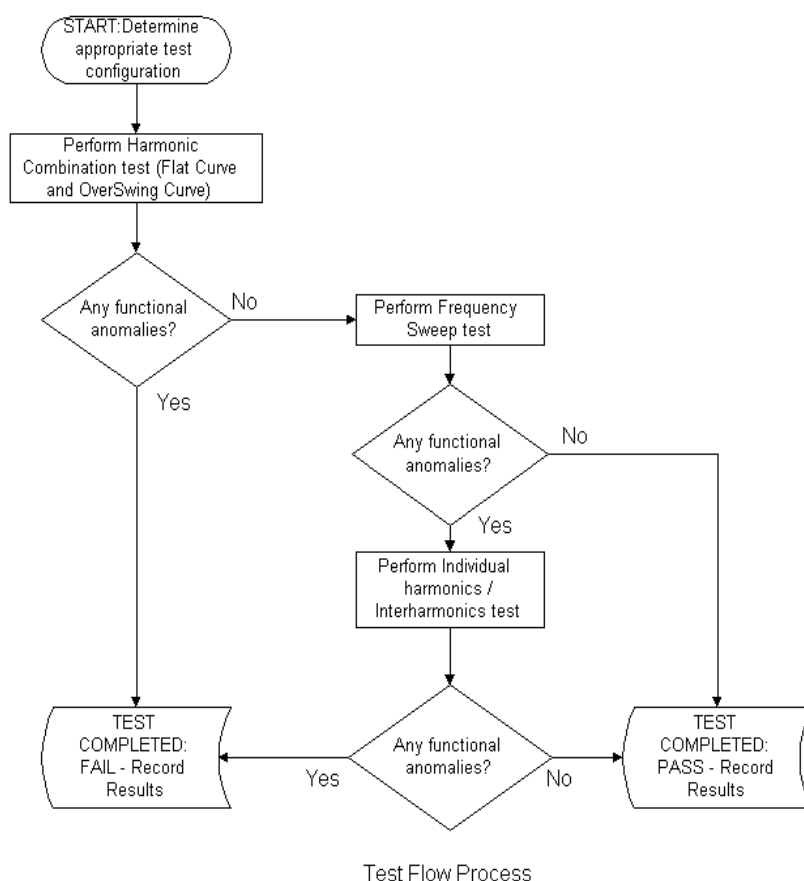 START:Determine
appropriate test
configuration
Perform Harmonic
Combination test (Flat Curve
and OverSwing Curve)
Any functional
anomalies?
No
Yes
Perform Frequency
Sweep test
Any functional
anomalies?
No
Yes
Perform Individual
harmonics /
Interharmonics test
TEST
COMPLETED:
FAIL - Record
Results
Any functional
anomalies?
Yes
No
TEST
COMPLETED:
PASS - Record
Results
Test Flow Process